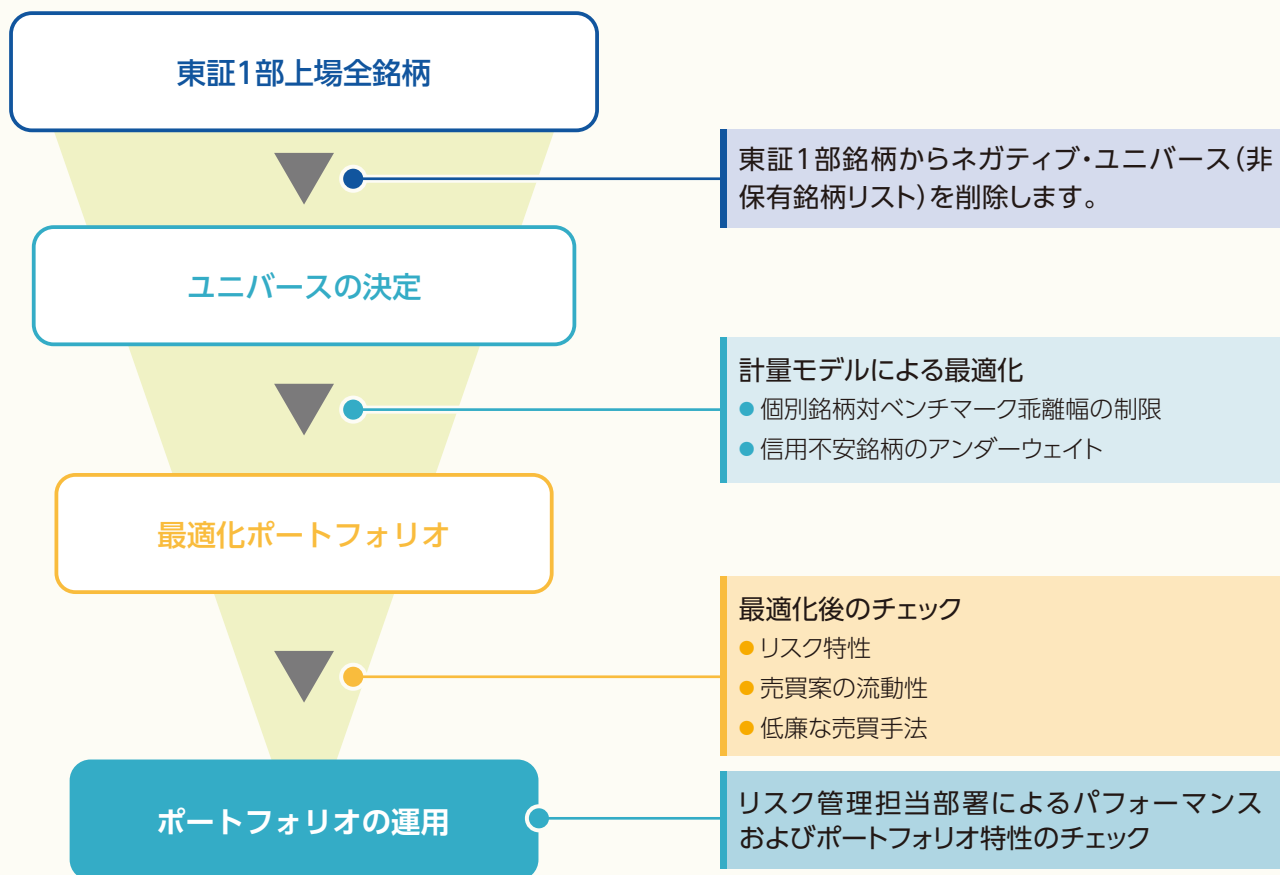 東証1部上場全銘柄
東証1部銘柄からネガティブ・ユニバース(非
保有銘柄リスト)を削除します。
ユニバースの決定
計量モデルによる最適化
● 個別銘柄対ベンチマーク乖離幅の制限
● 信用不安銘柄のアンダーウェイト
最適化ポートフォリオ
最適化後のチェック
● リスク特性
● 売買案の流動性
● 低廉な売買手法
ポートフォリオの運用
リスク管理担当部署によるパフォーマンス
およびポートフォリオ特性のチェック